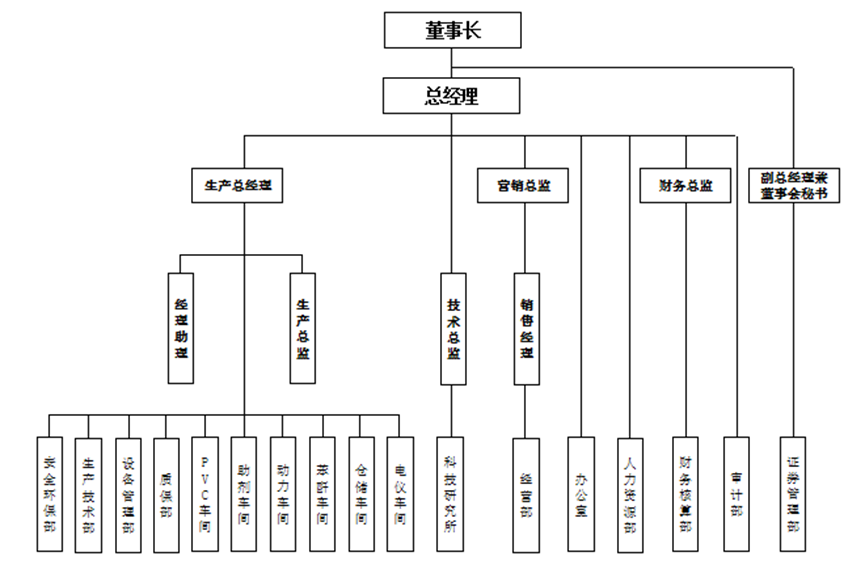 董事长
总经理
生产总经理
营销总监
财务总监
副总经理兼
董事会秘书
经理助理
生产总监
技术总监
销售经理
安全环保部
生产技术部
设备管理部
质保部
PVC车间
助剂车间
动力车间
苯酐车间
仓储车间
电仪车间
科技研究所
经营部
办公室
人力资源部
财务核算部
审计部
证券管理部